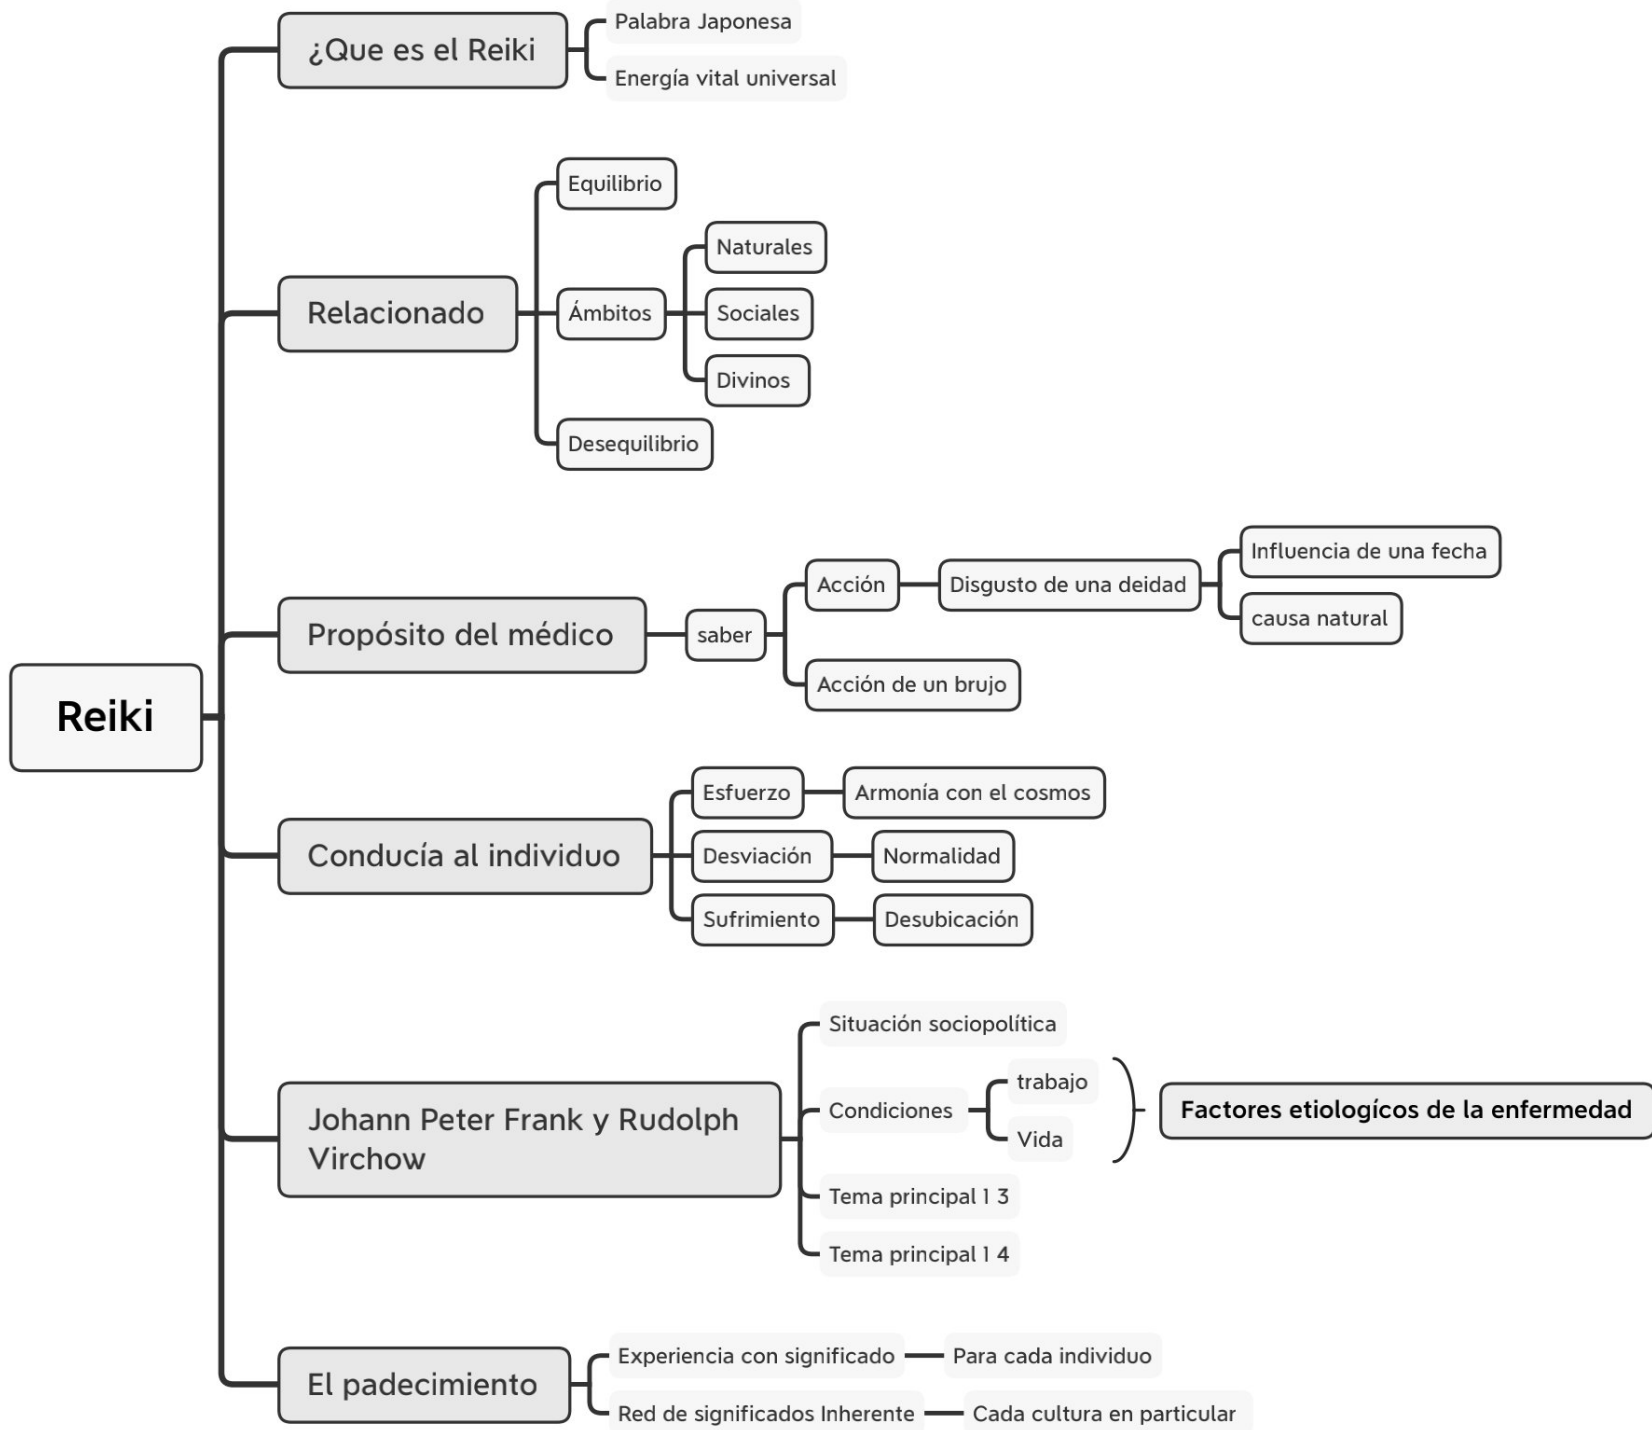 ¿Que es el Reiki
Palabra Japonesa
Energía vital universal
Relacionado
Equilibrio
Ámbitos
Naturales
Sociales
Divinos
Desequilibrio
Propósito del médico
saber
Acción
Disgusto de una deidad
Influencia de una fecha
causa natural
Acción de un brujo
Reiki
Conducía al individuo
Esfuerzo
Armonía con el cosmos
Desviación
Normalidad
Sufrimiento
Desubicación
Johann Peter Frank y Rudolph
Virchow
Situación sociopolítica
Condiciones
trabajo
Vida
Factores etiologícos de la enfermedad
Tema principal 1 3
Tema principal 1 4
El padecimiento
Experiencia con significado
Para cada individuo
Red de significados Inherente
Cada cultura en particular